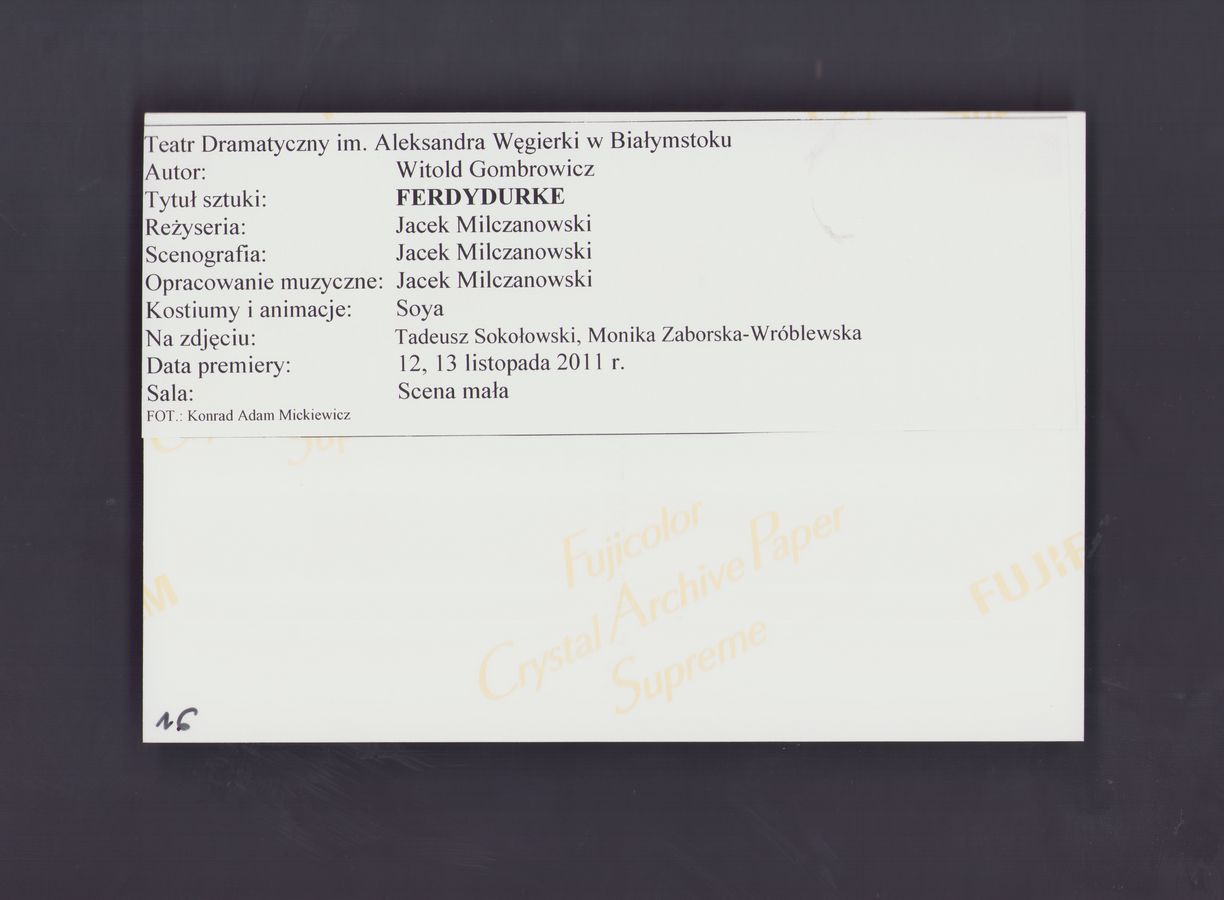 Teatr Dramatyczny im. Aleksandra Węgierki w Białymstoku
Autor: Witold Gombrowicz
Tytuł sztuki: FERDYDURKE
Reżyseria: Jacek Milczanowski
Scenografia: Jacek Milczanowski
Opracowanie muzyczne: Jacek Milczanowski
Kostiumy i animacje: Soya
Na zdjęciu: Tadeusz Sokołowski, Monika Zaborska-Wróblewska
Data premiery: 12, 13 listopada 2011 r.
Sala: Scena mała
FOT.: Konrad Adam Mickiewicz
Fujicolor
Crystal Archive Paper
Supreme
16